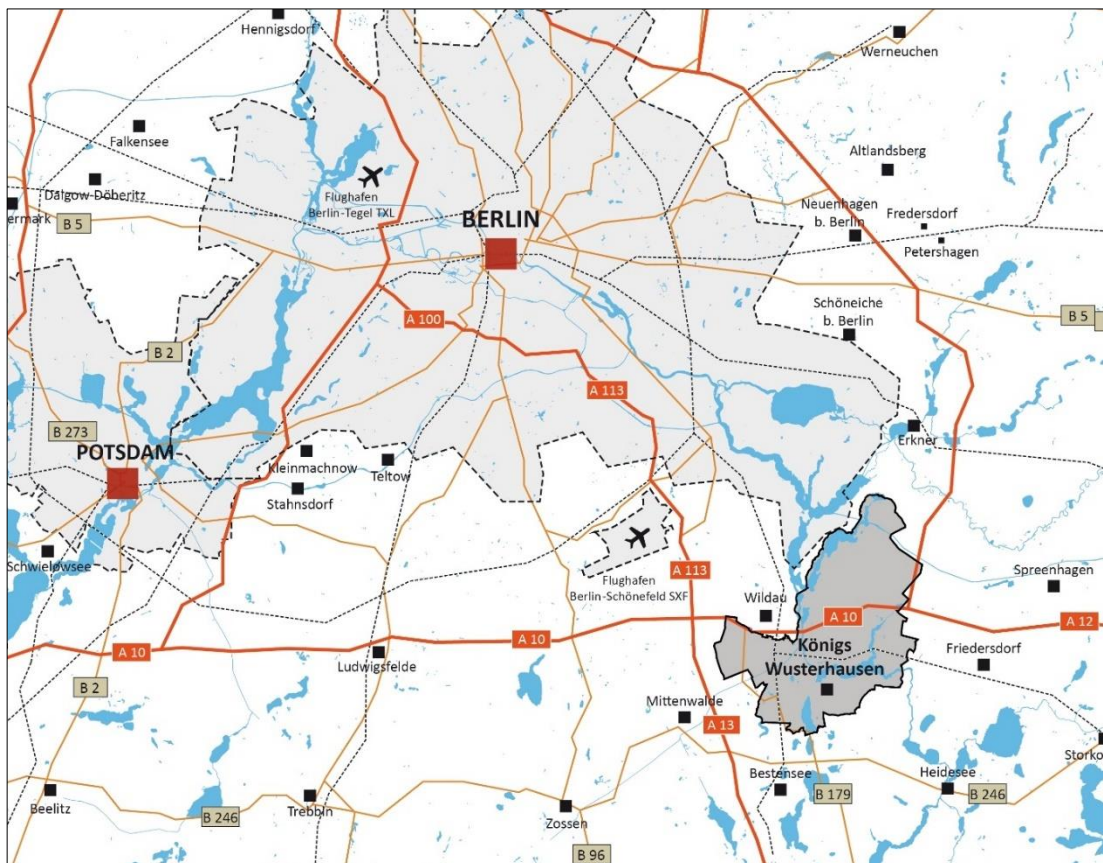 Hennigsdorf
Werneuchen
Falkensee
Altlandsberg
Dalgow-Döberitz
Flughafen
Berlin-Tegel TXL
ermark
B 5
BERLIN
Neuenhagen
b. Berlin
Fredersdorf
Petershagen
Schöneiche
b. Berlin
B 5
A 100
B 2
A 113
B 273
POTSDAM
Kleinmachnow
Teltow
Stahnsdorf
Erkner
Schwielowsee
Flughafen
Berlin-Schönefeld SXF
A 113
Wildau
Spreenhagen
A 10
A 12
A 10
A 10
Ludwigsfelde
Königs
Wusterhausen
Friedersdorf
B 2
Mittenwalde
A 13
Storko
Beelitz
B 246
Trebbin
Zossen
Bestensee
B 179
Heidesee
B 246
B 96